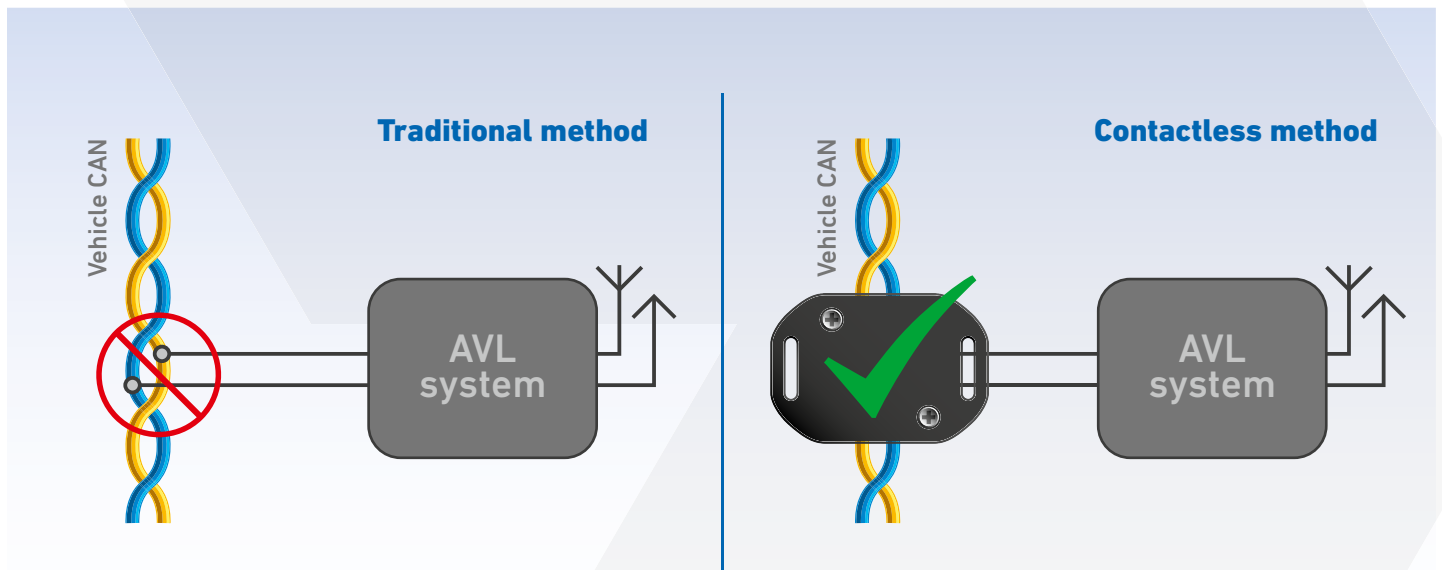 Traditional method
Vehicle CAN
AVL
system
Contactless method
Vehicle CAN
AVL
system